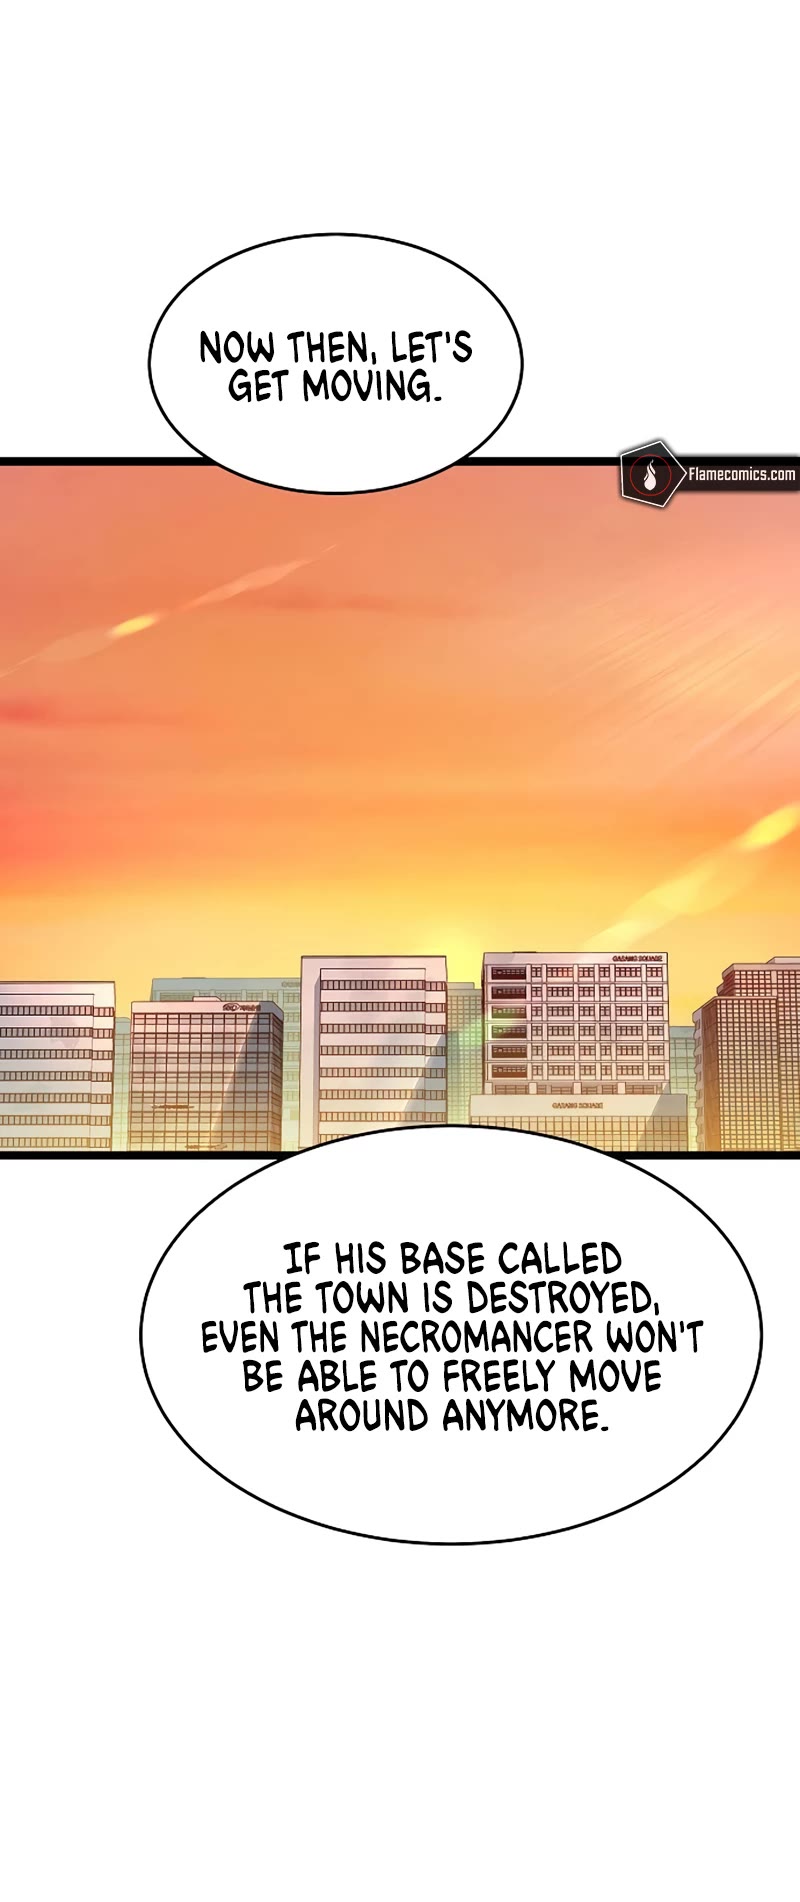 NOW THEN, LET'S
GET MOVING.
Flamecomics.com
IF HIS BASE CALLED
THE TOWN IS DESTROYED,
EVEN THE NECROMANCER WON'T
BE ABLE TO FREELY MOVE
AROUND ANYMORE.